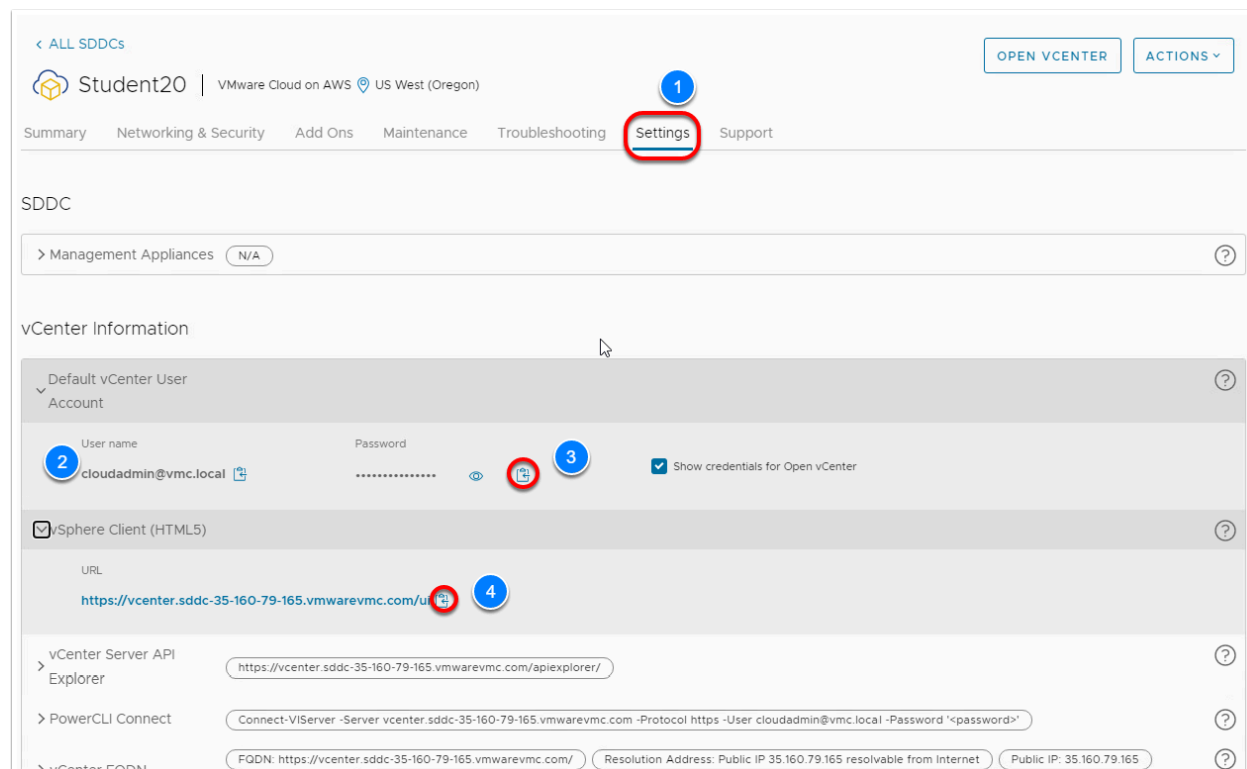 ALL SDDCs
OPEN VCENTER
ACTIONS
Student20
VMware Cloud on AWS
US West (Oregon)
1
Summary
Networking & Security
Add Ons
Maintenance
Troubleshooting
Settings
Support
SDDC
Management Appliances
N/A
vCenter Information
Default vCenter User
Account
User name
Password
2
cloudadmin@vmc.local
3
Show credentials for Open vCenter
vSphere Client (HTML5)
URL
https://vcenter.sddc-35-160-79-165.vmwarevmc.com/ui
4
vCenter Server API
Explorer
https://vcenter.sddc-35-160-79-165.vmwarevmc.com/apiexplorer/
PowerCLI Connect
Connect-VIServer -Server vcenter.sddc-35-160-79-165.vmwarevmc.com -Protocol https -User cloudadmin@vmc.local -Password '<password>'
vCenter FQDN
FQDN: https://vcenter.sddc-35-160-79-165.vmwarevmc.com/
Resolution Address: Public IP 35.160.79.165 resolvable from Internet
Public IP: 35.160.79.165